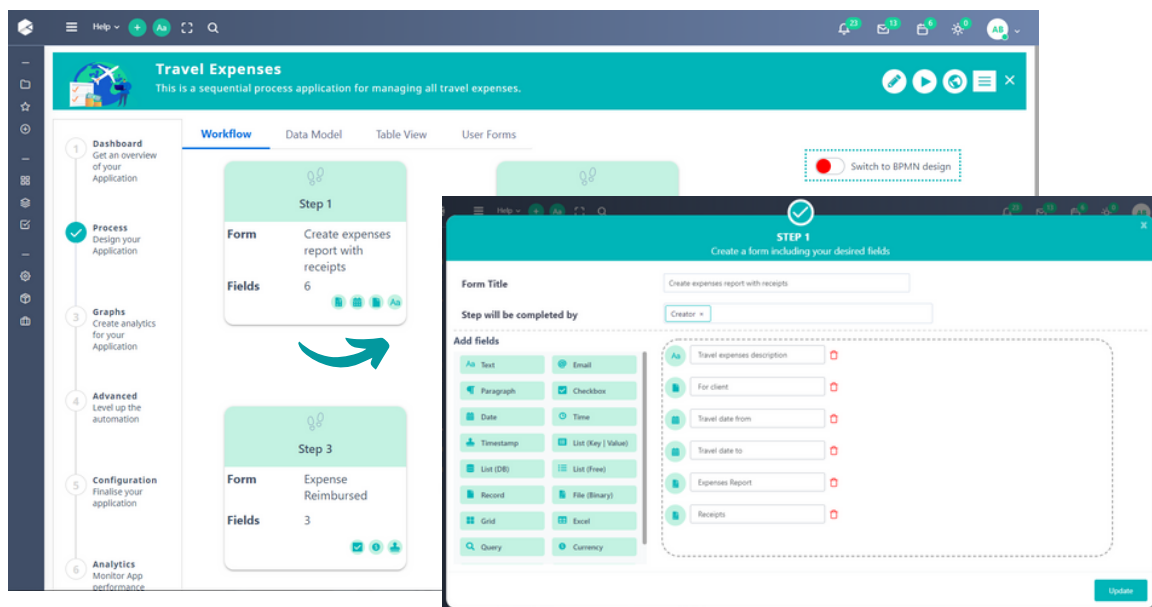 Help
Aa
23
13
6
0
AB
Travel Expenses
This is a sequential process application for managing all travel expenses.
1
Dashboard
Get an overview
of your
Application
Process
Design your
Application
3
Graphs
Create analytics
for your
Application
4
Advanced
Level up the
automation
5
Configuration
Finalise your
application
6
Analytics
Monitor App
performance
Workflow
Data Model
Table View
User Forms
Switch to BPMN design
Step 1
Form
Create expenses
report with
receipts
Fields
6
Aa
Step 3
Form
Expense
Reimbursed
Fields
3
Help
Aa
x
STEP 1
Create a form including your desired fields
Form Title
Create expenses report with receipts
Step will be completed by
Creator ×
Add fields
Aa Text
@ Email
Paragraph
Checkbox
Date
Time
Timestamp
List (Key | Value)
List (DB)
List (Free)
Record
File (Binary)
Grid
Excel
Query
Currency
Aa
Travel expenses description
For client
Travel date from
Travel date to
Expenses Report
Receipts
Update